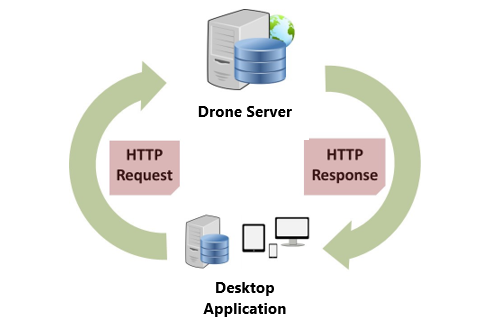 Drone Server
HTTP
Request
HTTP
Response
Desktop
Application